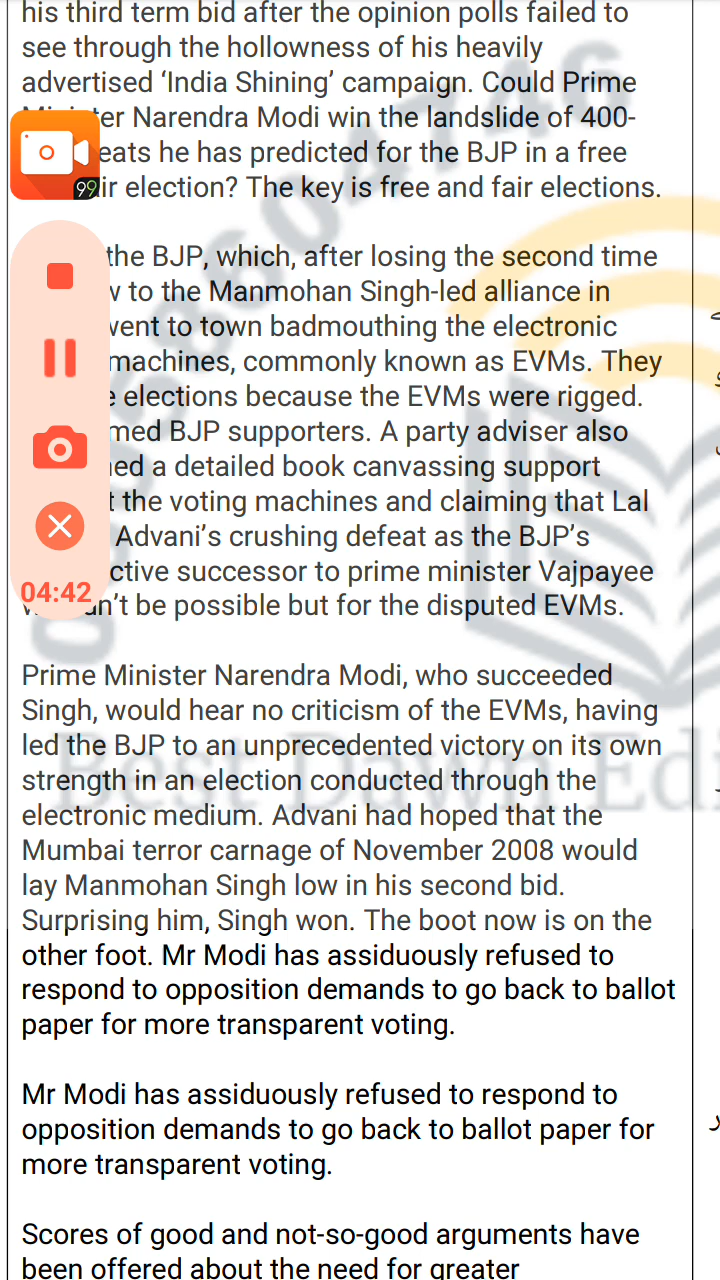 his third term bid after the opinion polls failed to
see through the hollowness of his heavily
advertised ‘India Shining’ campaign. Could Prime
Narendra Modi win the landslide of 400-
he has predicted for the BJP in a free
election? The key is free and fair elections.
99
the BJP, which, after losing the second time
to the Manmohan Singh-led alliance in
to town badmouthing the electronic
machines, commonly known as EVMs. They
elections because the EVMs were rigged.
BJP supporters. A party adviser also
a detailed book canvassing support
the voting machines and claiming that Lal
Advani’s crushing defeat as the BJP’s
successor to prime minister Vajpayee
04:42
be possible but for the disputed EVMs.
Prime Minister Narendra Modi, who succeeded
Singh, would hear no criticism of the EVMs, having
led the BJP to an unprecedented victory on its own
strength in an election conducted through the
electronic medium. Advani had hoped that the
Mumbai terror carnage of November 2008 would
lay Manmohan Singh low in his second bid.
Surprising him, Singh won. The boot now is on the
other foot. Mr Modi has assiduously refused to
respond to opposition demands to go back to ballot
paper for more transparent voting.
Mr Modi has assiduously refused to respond to
opposition demands to go back to ballot paper for
more transparent voting.
Scores of good and not-so-good arguments have
been offered about the need for greater
Best Dawn Edi